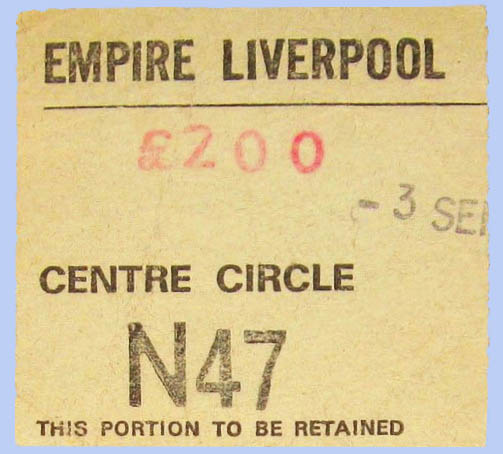 EMPIRE LIVERPOOL
£200
-3 SE
CENTRE CIRCLE
N47
THIS PORTION TO BE RETAINED